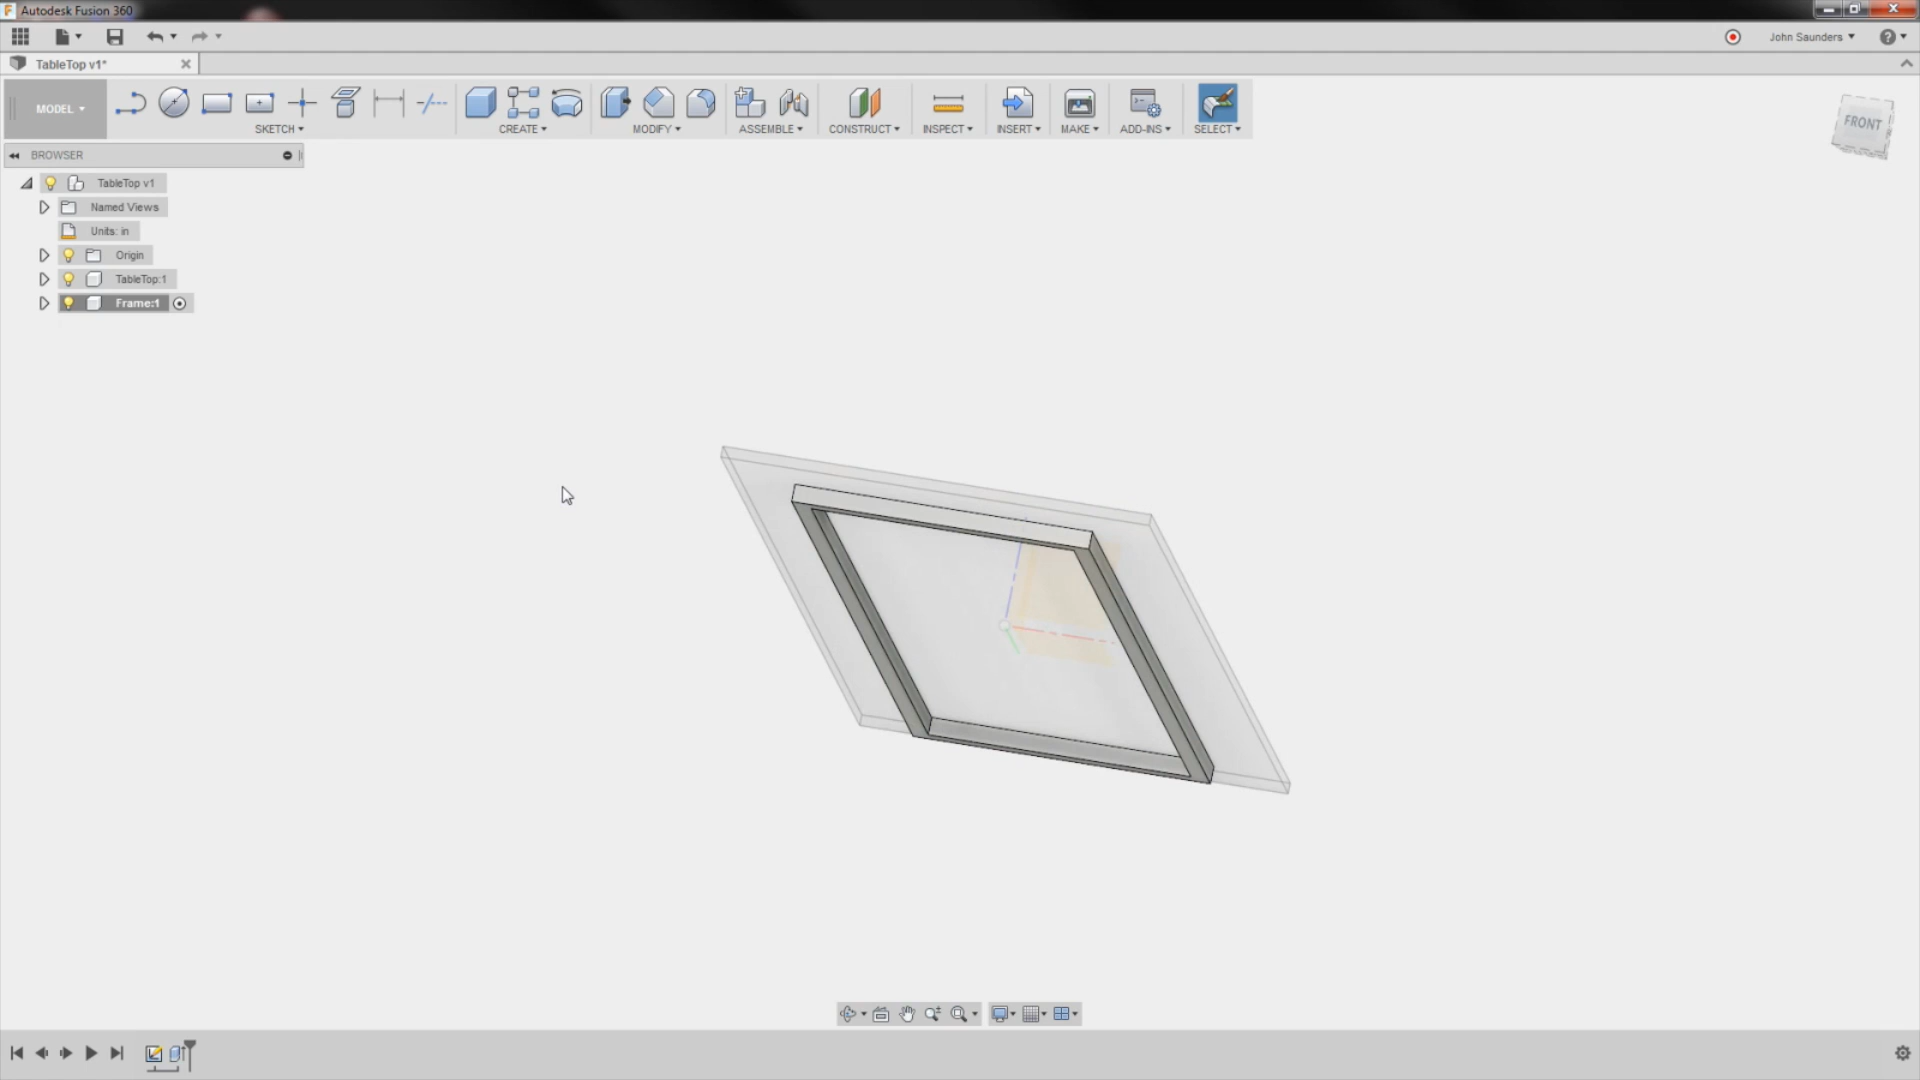 Autodesk Fusion 360
John Saunders
TableTop v1*
MODEL
SKETCH
CREATE
MODIFY
ASSEMBLE
CONSTRUCT
INSPECT
INSERT
MAKE
ADD-INS
SELECT
FRONT
BROWSER
TableTop v1
Named Views
Units: in
Origin
TableTop:1
Frame:1